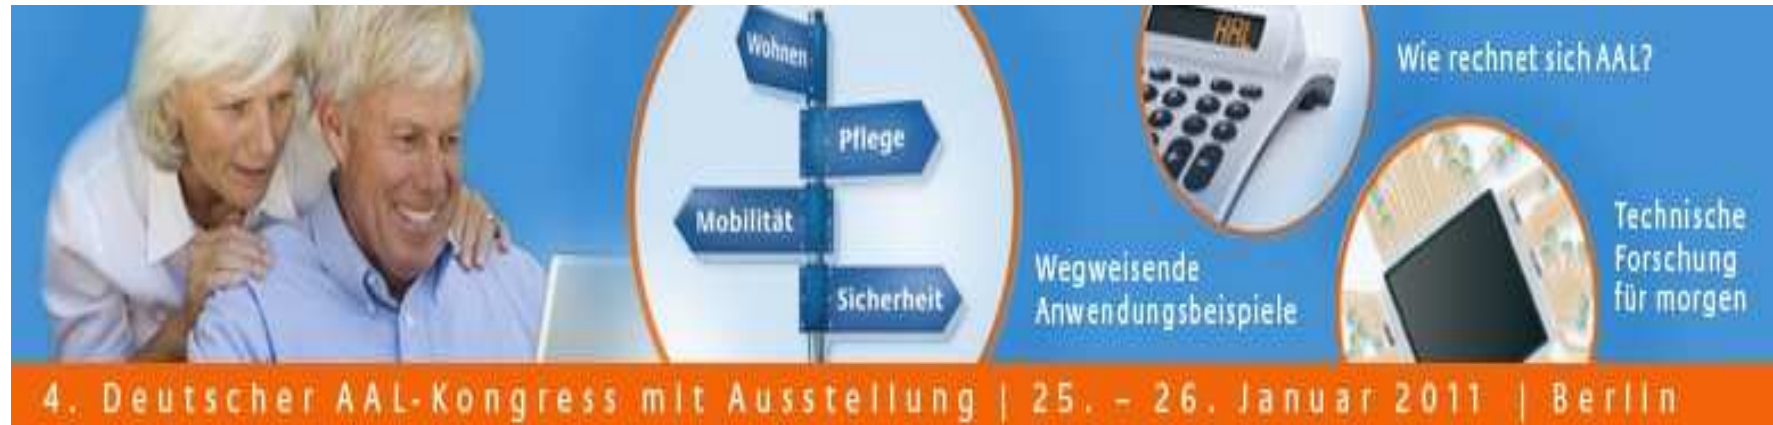 Wohnen
Pflege
Mobilität
Sicherheit
AAL
Wie rechnet sich AAL?
Wegweisende
Anwendungsbeispiele
Technische
Forschung
für morgen
4. Deutscher AAL-Kongress mit Ausstellung | 25. – 26. Januar 2011 | Berlin